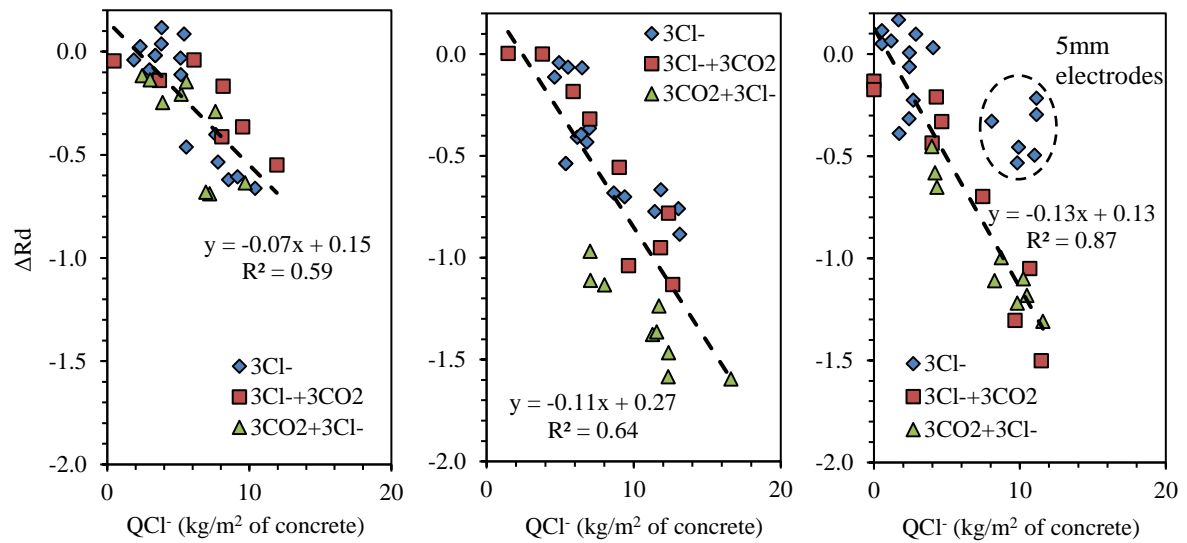 ΔRd
0.0
-0.5
-1.0
-1.5
-2.0
0
10
20
y = -0.07x + 0.15
R² = 0.59
3Cl-
3Cl-+3CO2
3CO2+3Cl-
QCl⁻ (kg/m² of concrete)
0.0
-0.5
-1.0
-1.5
-2.0
0
10
20
3Cl-
3Cl-+3CO2
3CO2+3Cl-
y = -0.11x + 0.27
R² = 0.64
QCl⁻ (kg/m² of concrete)
0.0
-0.5
-1.0
-1.5
-2.0
0
10
20
5mm
electrodes
y = -0.13x + 0.13
R² = 0.87
3Cl-
3Cl-+3CO2
3CO2+3Cl-
QCl⁻ (kg/m² of concrete)